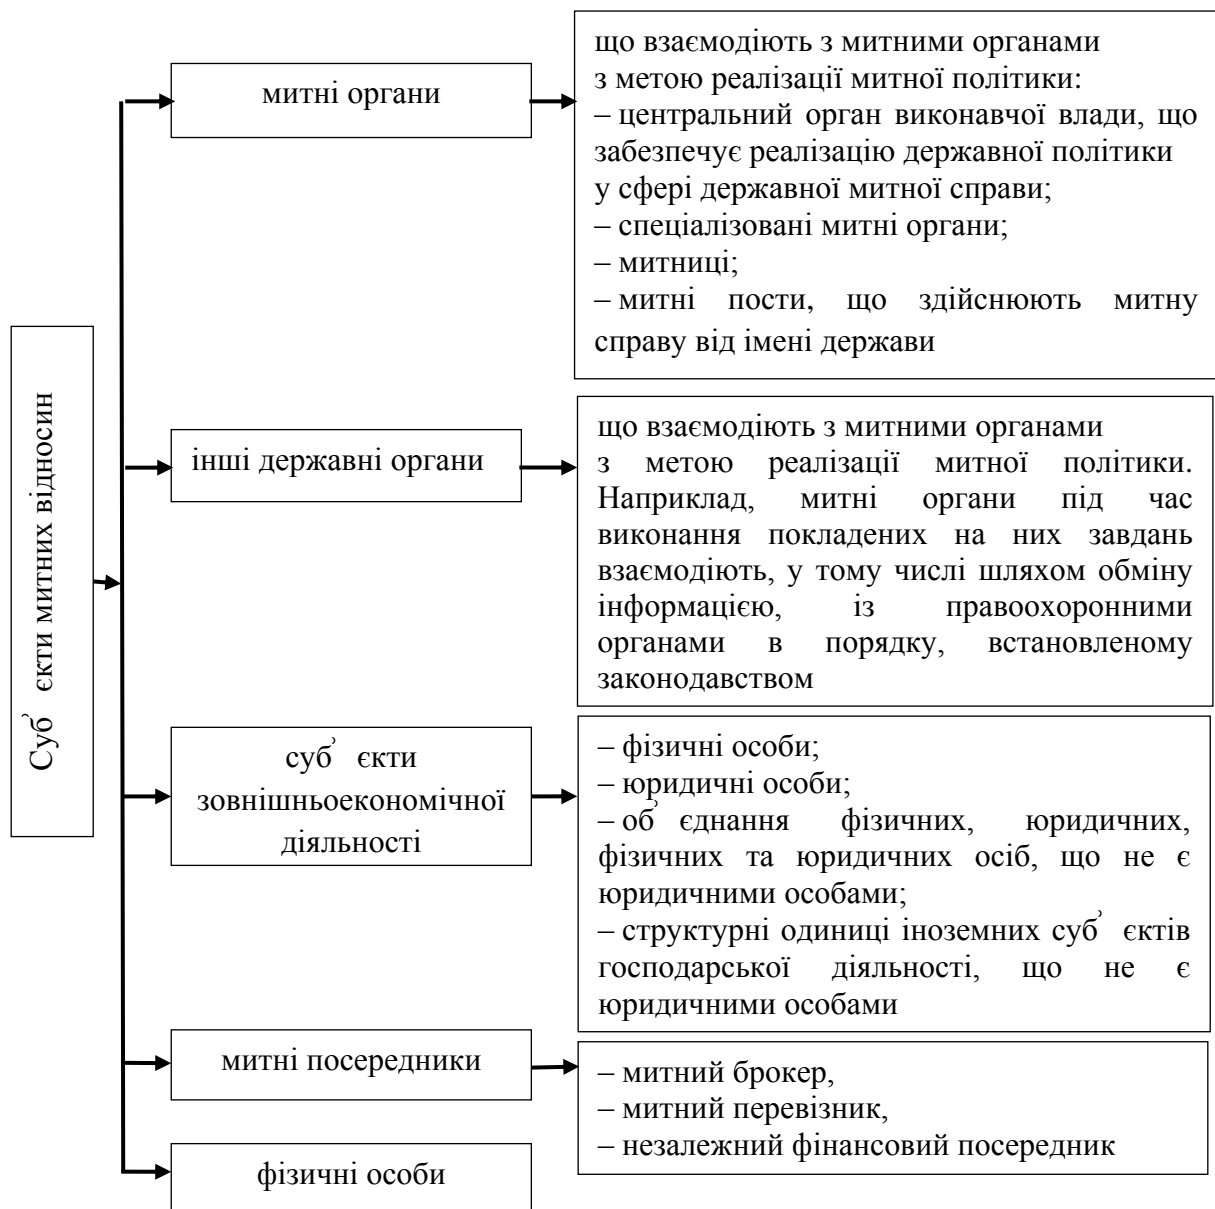 Суб’єкти митних відносин
митні органи
що взаємодіють з митними органами
з метою реалізації митної політики:
– центральний орган виконавчої влади, що
забезпечує реалізацію державної політики
у сфері державної митної справи;
– спеціалізовані митні органи;
– митниці;
– митні пости, що здійснюють митну
справу від імені держави
інші державні органи
що взаємодіють з митними органами
з метою реалізації митної політики.
Наприклад, митні органи під час
виконання покладених на них завдань
взаємодіють, у тому числі шляхом обміну
інформацією, із правоохоронними
органами в порядку, встановленому
законодавством
суб’єкти
зовнішньоекономічної
діяльності
– фізичні особи;
– юридичні особи;
– об’єднання фізичних, юридичних,
фізичних та юридичних осіб, що не є
юридичними особами;
– структурні одиниці іноземних суб’єктів
господарської діяльності, що не є
юридичними особами
митні посередники
– митний брокер,
– митний перевізник,
– незалежний фінансовий посередник
фізичні особи